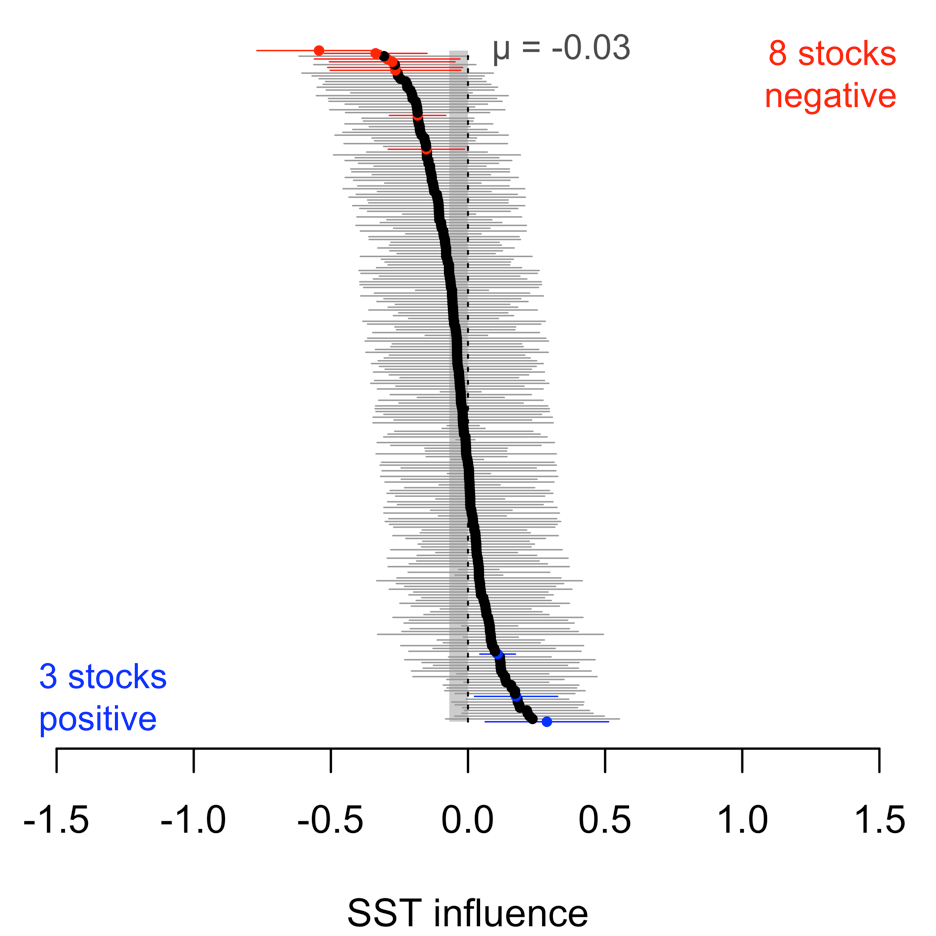 μ = -0.03
8 stocks
negative
3 stocks
positive
-1.5 -1.0 -0.5 0.0 0.5 1.0 1.5
SST influence